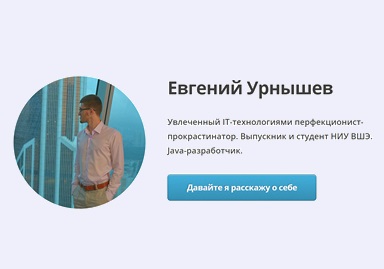 Евгений Урнышев
Увлеченный IT-технологиями перфекционист-
прокрастинатор. Выпускник и студент НИУ ВШЭ.
Java-разработчик.
Давайте я расскажу о себе